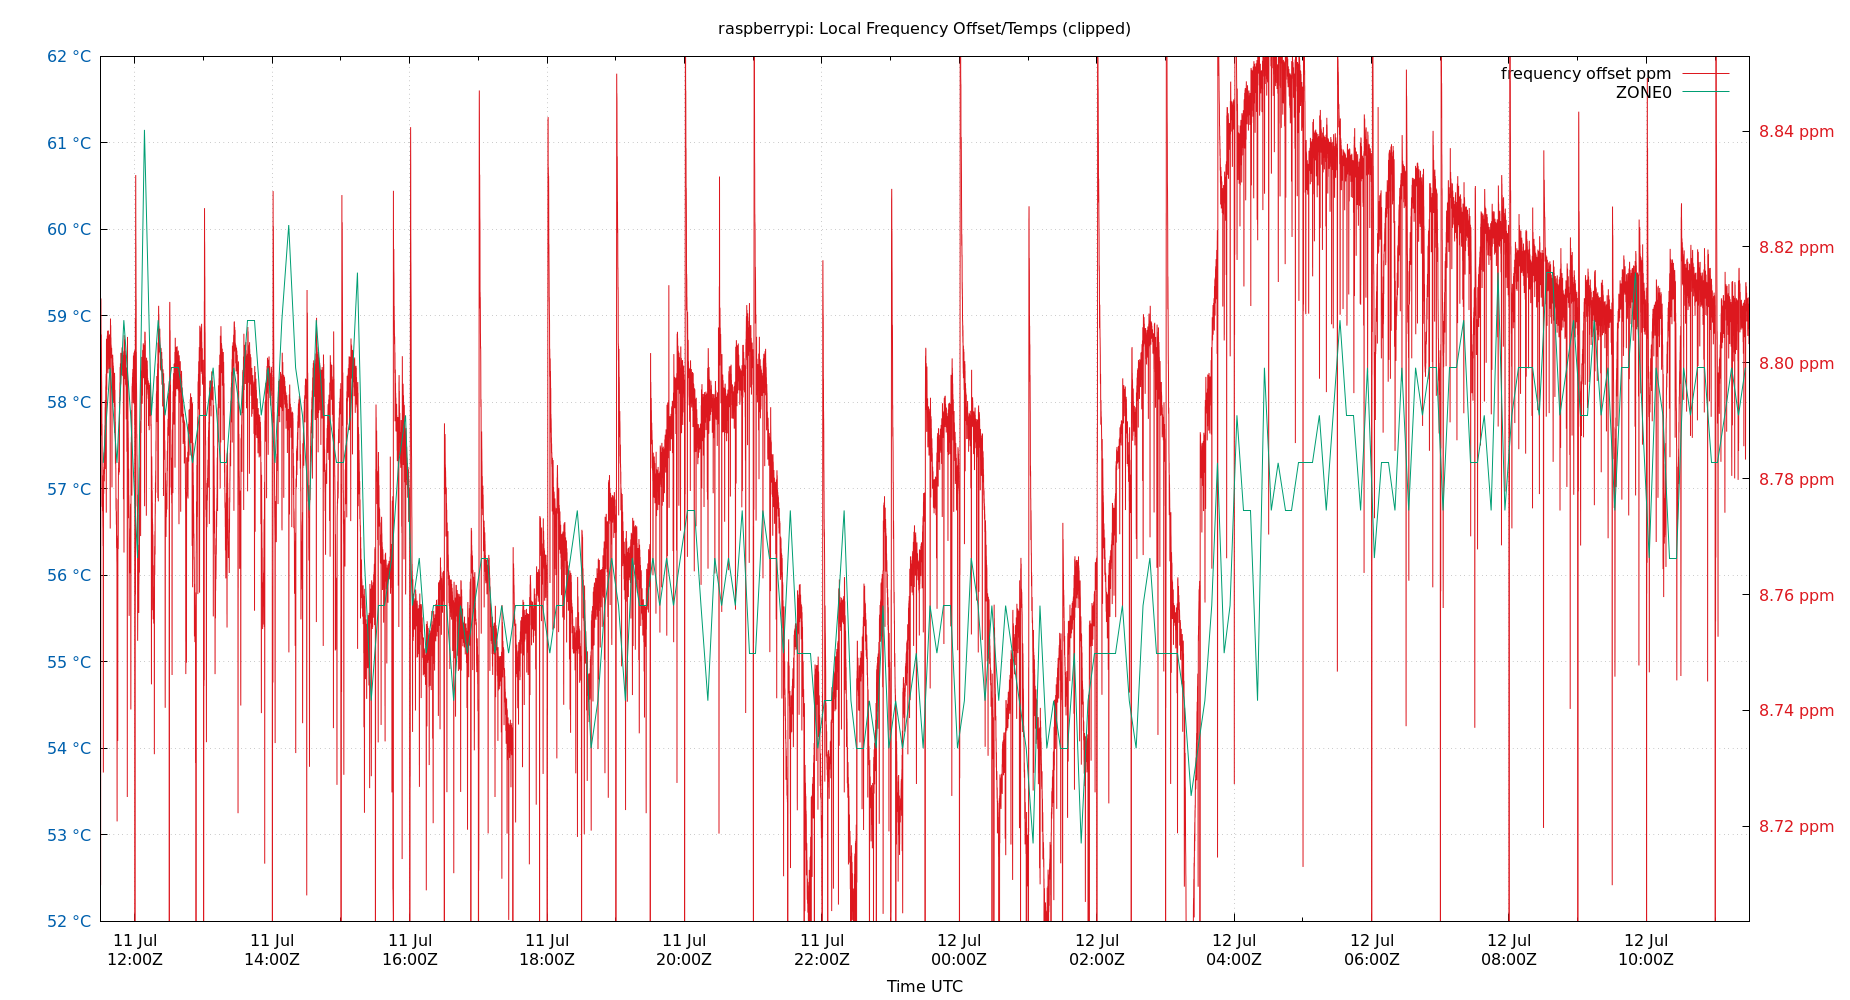 raspberrypi: Local Frequency Offset/Temps (clipped)
62 °C
61 °C
60 °C
59 °C
58 °C
57 °C
56 °C
55 °C
54 °C
53 °C
52 °C
frequency offset ppm
ZONE0
8.84 ppm
8.82 ppm
8.80 ppm
8.78 ppm
8.76 ppm
8.74 ppm
8.72 ppm
11 Jul
12:00Z
11 Jul
14:00Z
11 Jul
16:00Z
11 Jul
18:00Z
11 Jul
20:00Z
11 Jul
22:00Z
12 Jul
00:00Z
12 Jul
02:00Z
12 Jul
04:00Z
12 Jul
06:00Z
12 Jul
08:00Z
12 Jul
10:00Z
Time UTC